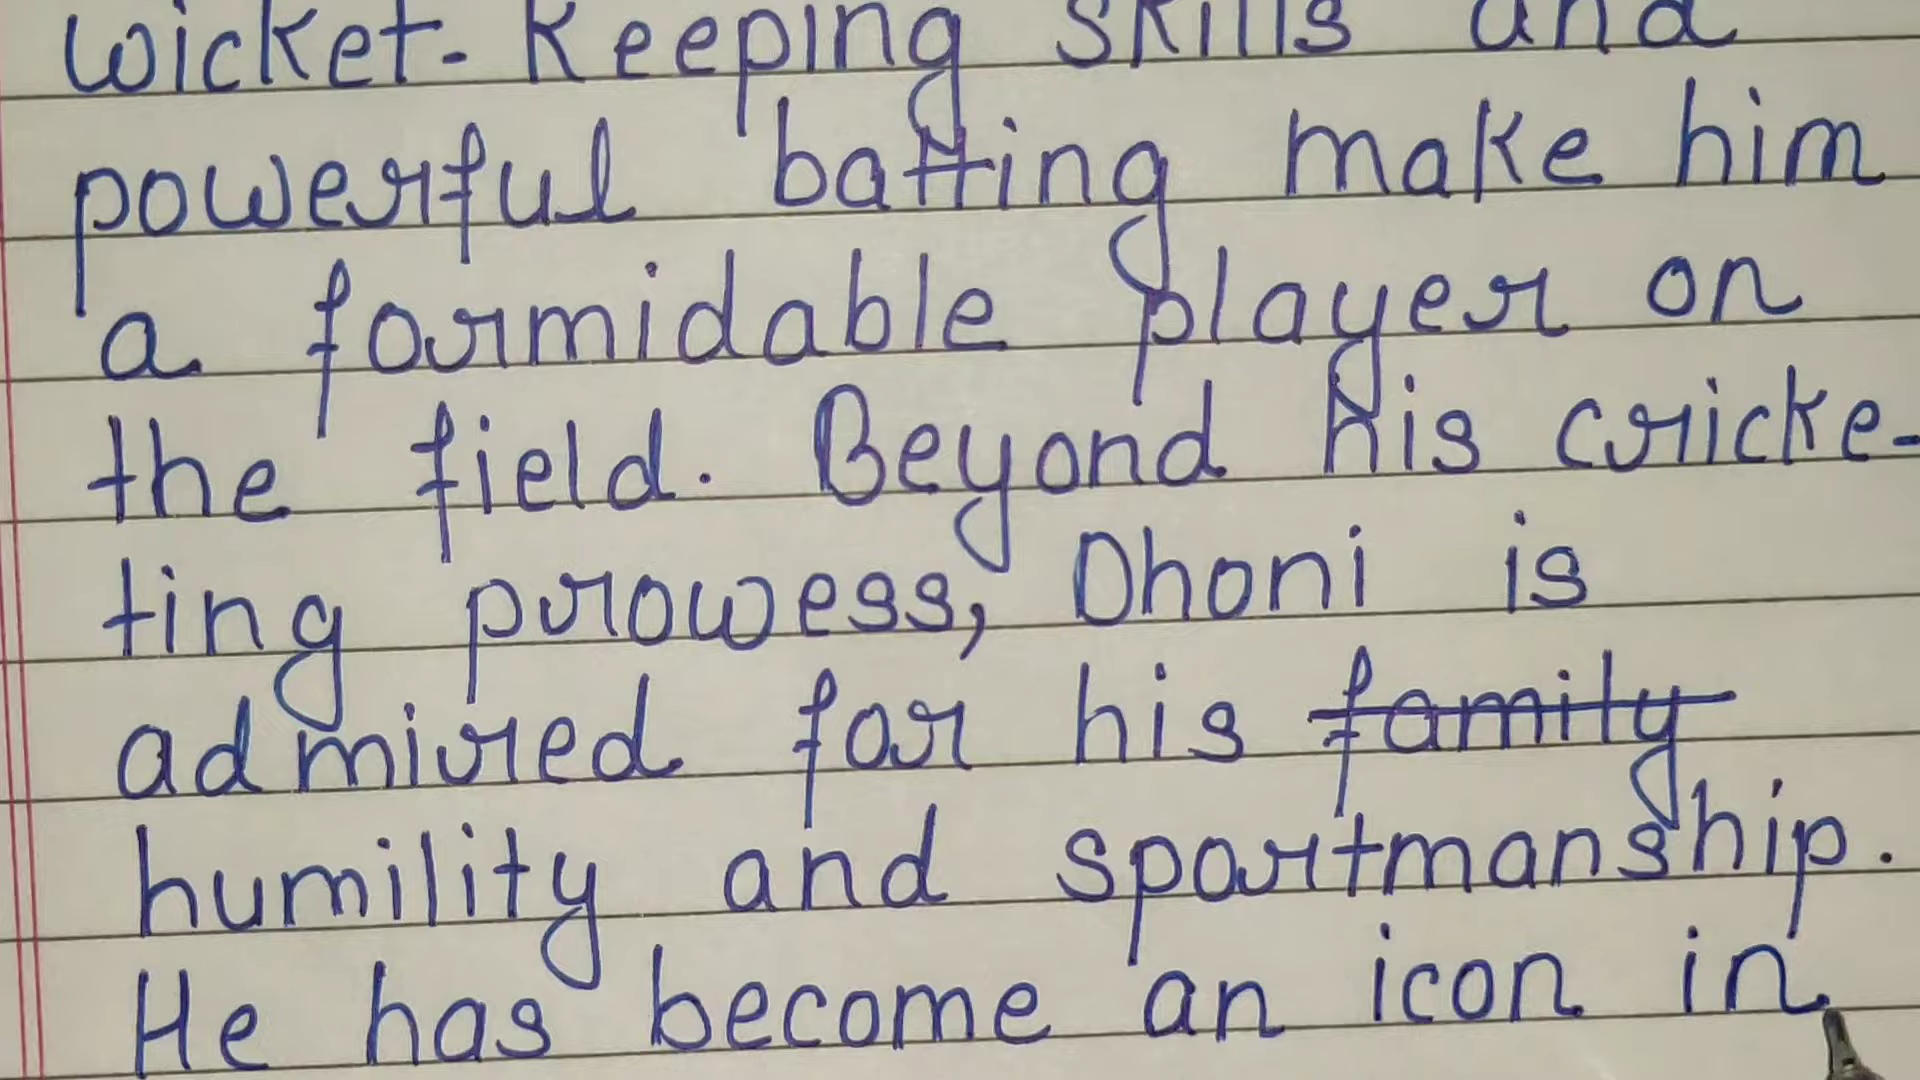 wicket-keeping skills and
powerful batting make him
a formidable player on
the field. Beyond his cricke-
ting prowess, Dhoni is
admired for his family
humility and sportmanship.
He has become an icon in